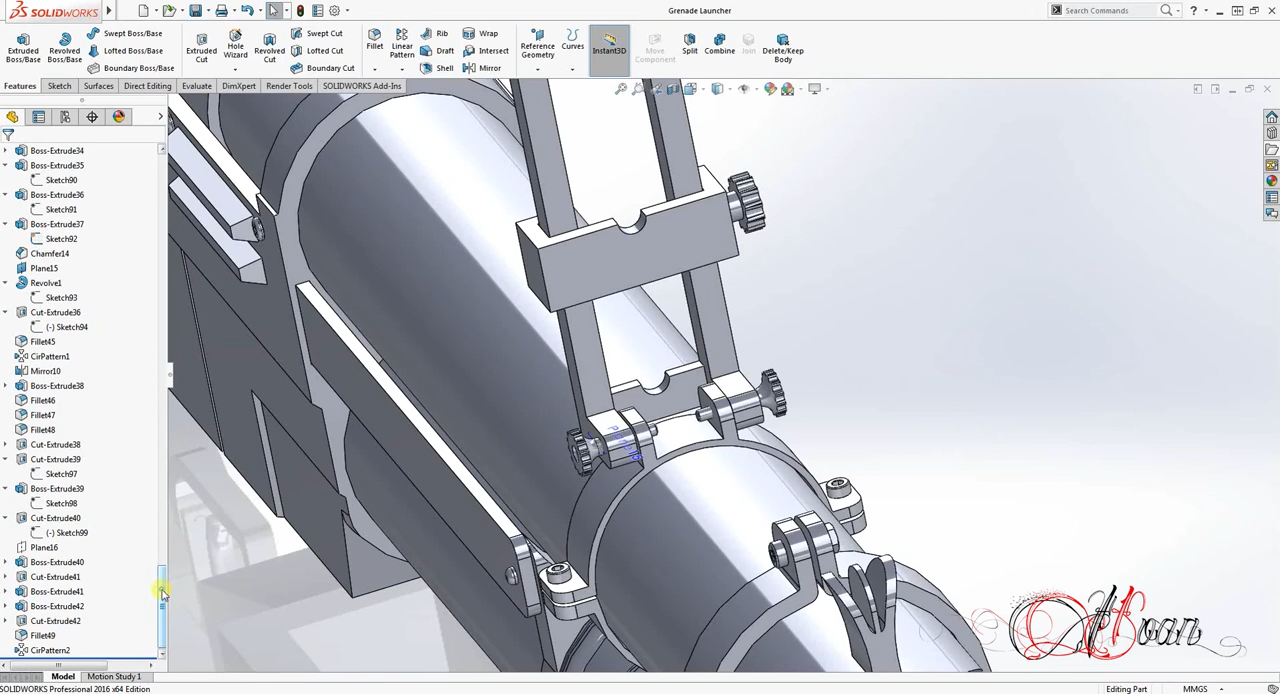 SOLIDWORKS
Grenade Launcher
Search Commands
Extruded Boss/Base
Revolved Boss/Base
Swept Boss/Base
Lofted Boss/Base
Boundary Boss/Base
Extruded Cut
Hole Wizard
Revolved Cut
Swept Cut
Lofted Cut
Boundary Cut
Fillet
Linear Pattern
Rib
Draft
Shell
Wrap
Intersect
Mirror
Reference Geometry
Curves
Instant3D
Move Component
Split
Combine
Join
Delete/Keep Body
Features
Sketch
Surfaces
Direct Editing
Evaluate
DimXpert
Render Tools
SOLIDWORKS Add-Ins
Boss-Extrude34
Boss-Extrude35
Sketch90
Boss-Extrude36
Sketch91
Boss-Extrude37
Sketch92
Chamfer14
Plane15
Revolve1
Sketch93
Cut-Extrude36
(-) Sketch94
Fillet45
CirPattern1
Mirror10
Boss-Extrude38
Fillet46
Fillet47
Fillet48
Cut-Extrude38
Cut-Extrude39
Sketch97
Boss-Extrude39
Sketch98
Cut-Extrude40
(-) Sketch99
Plane16
Boss-Extrude40
Cut-Extrude41
Boss-Extrude41
Boss-Extrude42
Cut-Extrude42
Fillet49
CirPattern2
Model
Motion Study 1
SOLIDWORKS Professional 2016 x64 Edition
Editing Part
MMGS